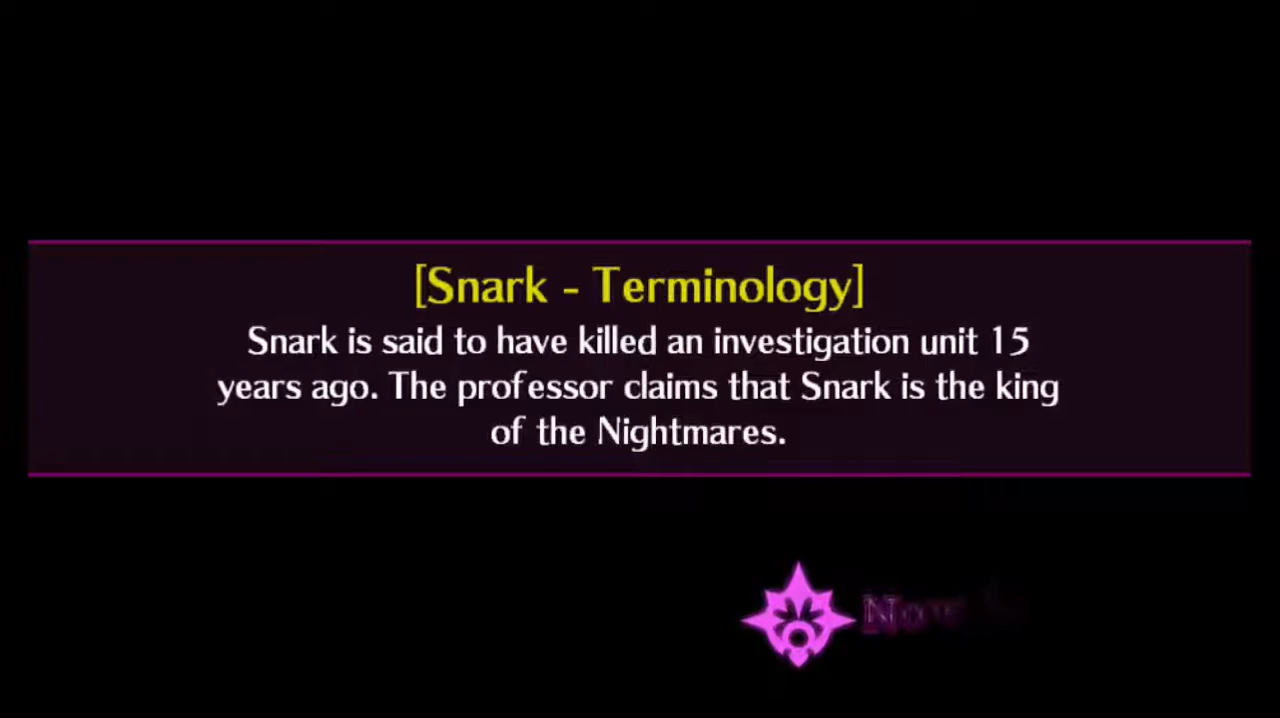 [Snark - Terminology]
Snark is said to have killed an investigation unit 15
years ago. The professor claims that Snark is the king
of the Nightmares.
Now